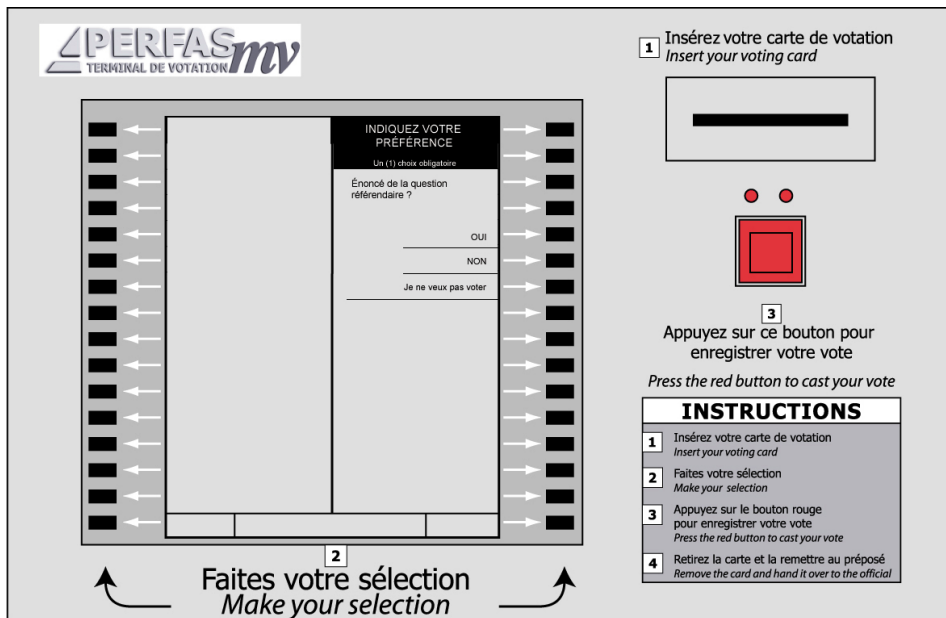 PERFAS mv
TERMINAL DE VOTATION
INDIQUEZ VOTRE
PRÉFÉRENCE
Un (1) choix obligatoire
Énoncé de la question
référendaire ?
OUI
NON
Je ne veux pas voter
2
Faites votre sélection
Make your selection
1
Insérez votre carte de votation
Insert your voting card
3
Appuyez sur ce bouton pour
enregistrer votre vote
Press the red button to cast your vote
INSTRUCTIONS
1
Insérez votre carte de votation
Insert your voting card
2
Faites votre sélection
Make your selection
3
Appuyez sur le bouton rouge
pour enregistrer votre vote
Press the red button to cast your vote
4
Retirez la carte et la remettre au préposé
Remove the card and hand it over to the official